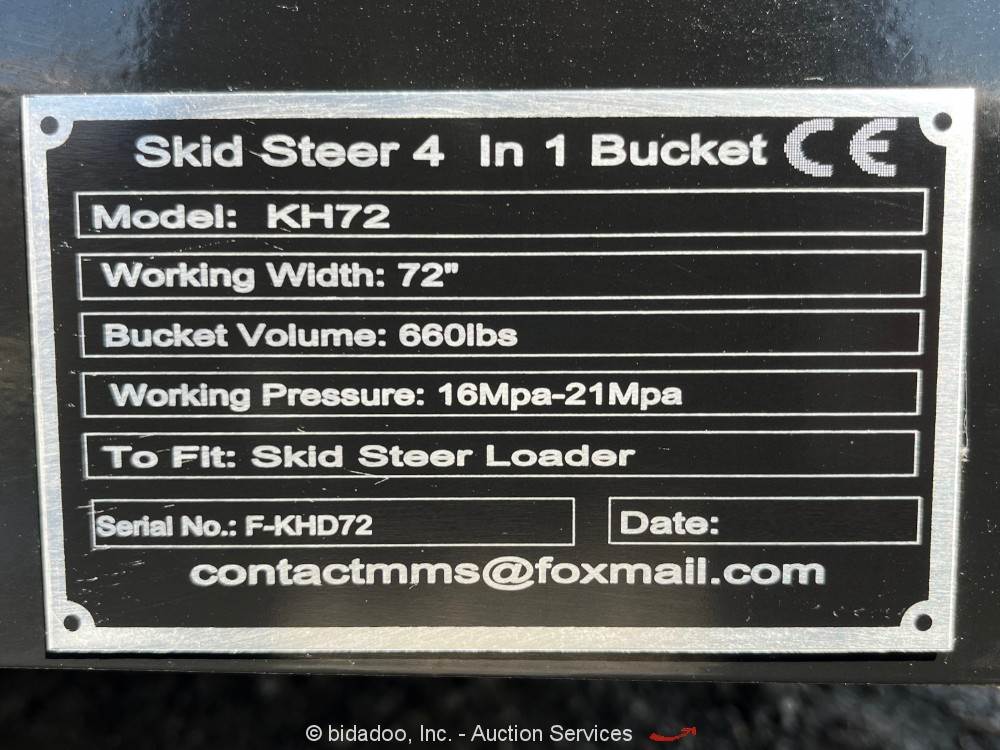 Skid Steer 4 In 1 Bucket CE
Model: KH72
Working Width: 72"
Bucket Volume: 660lbs
Working Pressure: 16Mpa-21Mpa
To Fit: Skid Steer Loader
Serial No.: F-KHD72
Date:
contactmms@foxmail.com
© bidadoo, Inc. - Auction Services